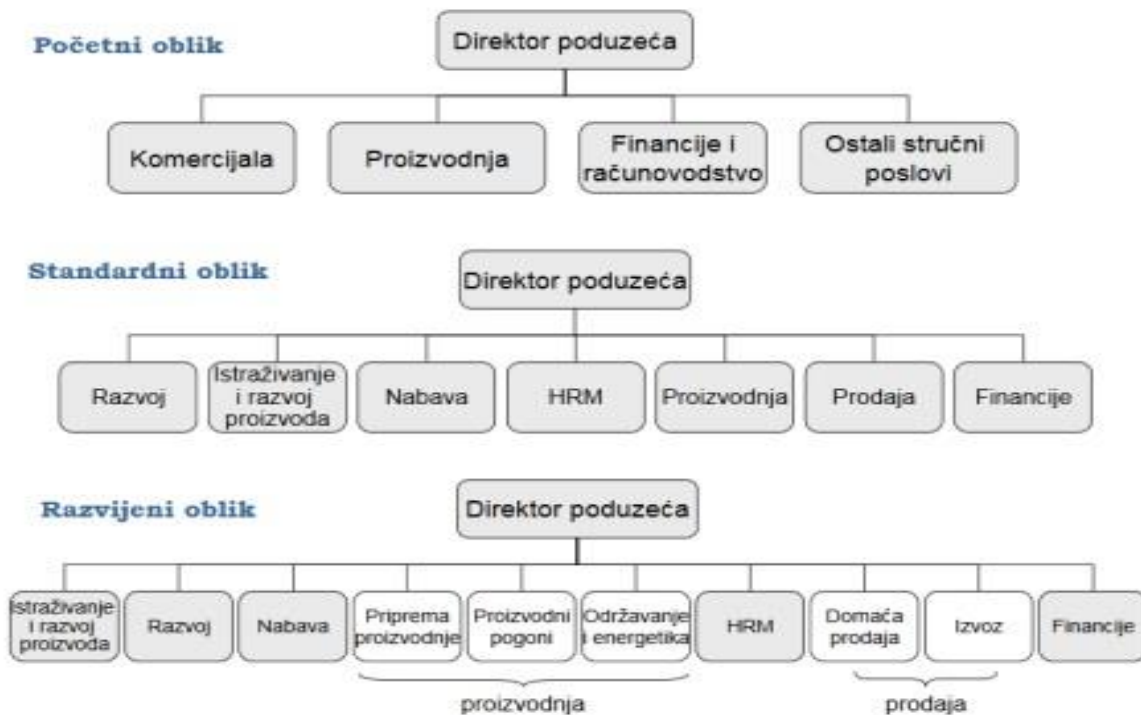 Početni oblik
Direktor poduzeća
Komercijala
Proizvodnja
Financije i
računovodstvo
Ostali stručni
poslovi
Standardni oblik
Direktor poduzeća
Razvoj
Istraživanje
i razvoj
proizvoda
Nabava
HRM
Proizvodnja
Prodaja
Financije
Razvijeni oblik
Direktor poduzeća
Istraživanje
i razvoj
proizvoda
Razvoj
Nabava
Priprema
proizvodnje
Proizvodni
pogoni
Održavanje
i energetika
HRM
Domaća
prodaja
Izvoz
Financije
proizvodnja
prodaja